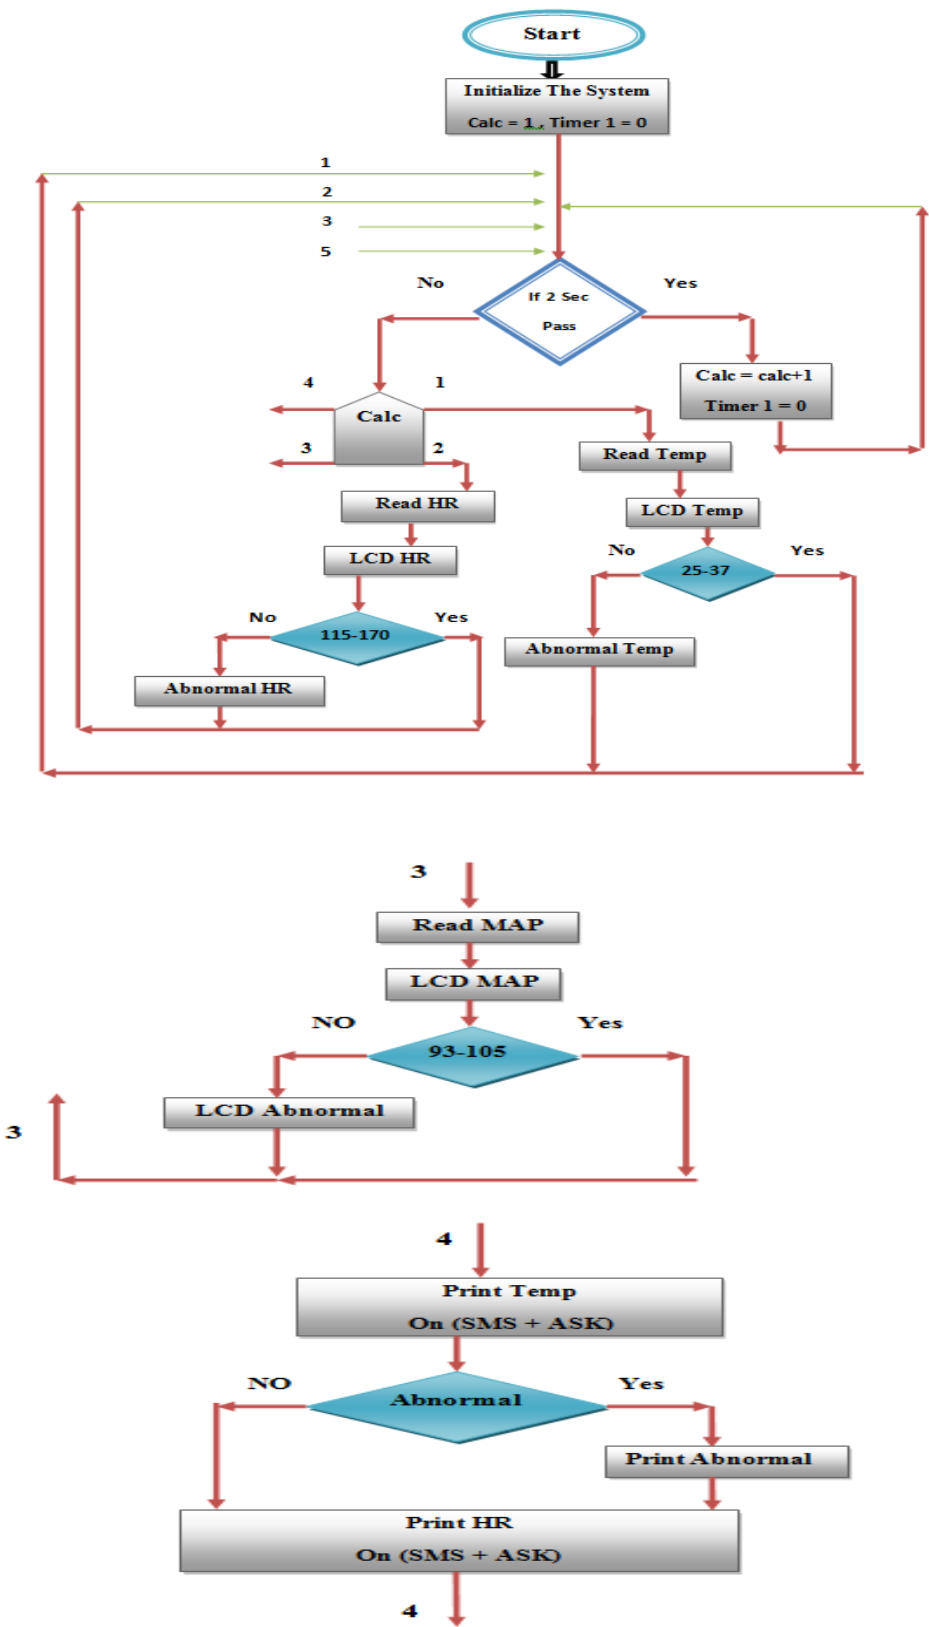 Start
Initialize The System
Calc = 1 , Timer 1 = 0
1
2
3
5
No
Yes
If 2 Sec
Pass
Calc = calc+1
Timer 1 = 0
4
1
Calc
3
2
Read Temp
Read HR
LCD Temp
LCD HR
No
Yes
25-37
No
Yes
115-170
Abnormal Temp
Abnormal HR
3
Read MAP
LCD MAP
NO
Yes
93-105
LCD Abnormal
3
4
Print Temp
On (SMS + ASK)
NO
Yes
Abnormal
Print Abnormal
Print HR
On (SMS + ASK)
4